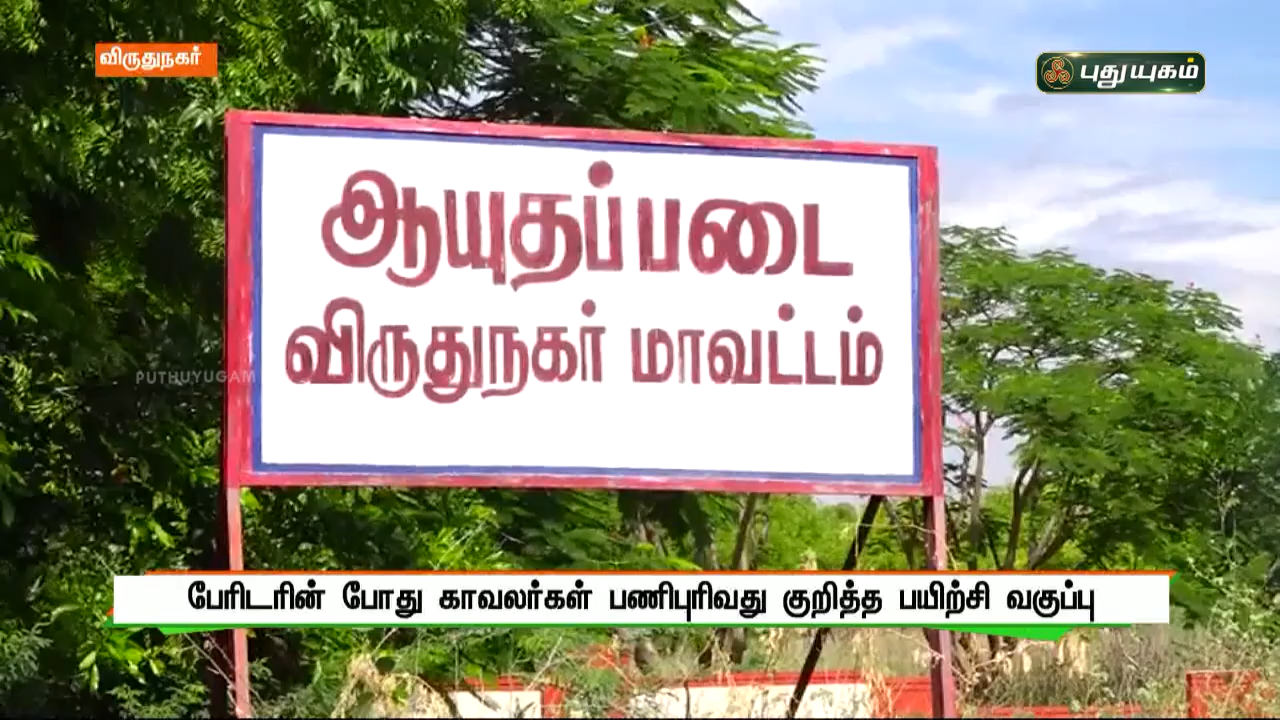 விருதுநகர்
புதுயுகம்
ஆயுதப்படை
விருதுநகர் மாவட்டம்
PUTHUYUGAM
பேரிடரின் போது காவலர்கள் பணிபுரிவது குறித்த பயிற்சி வகுப்பு